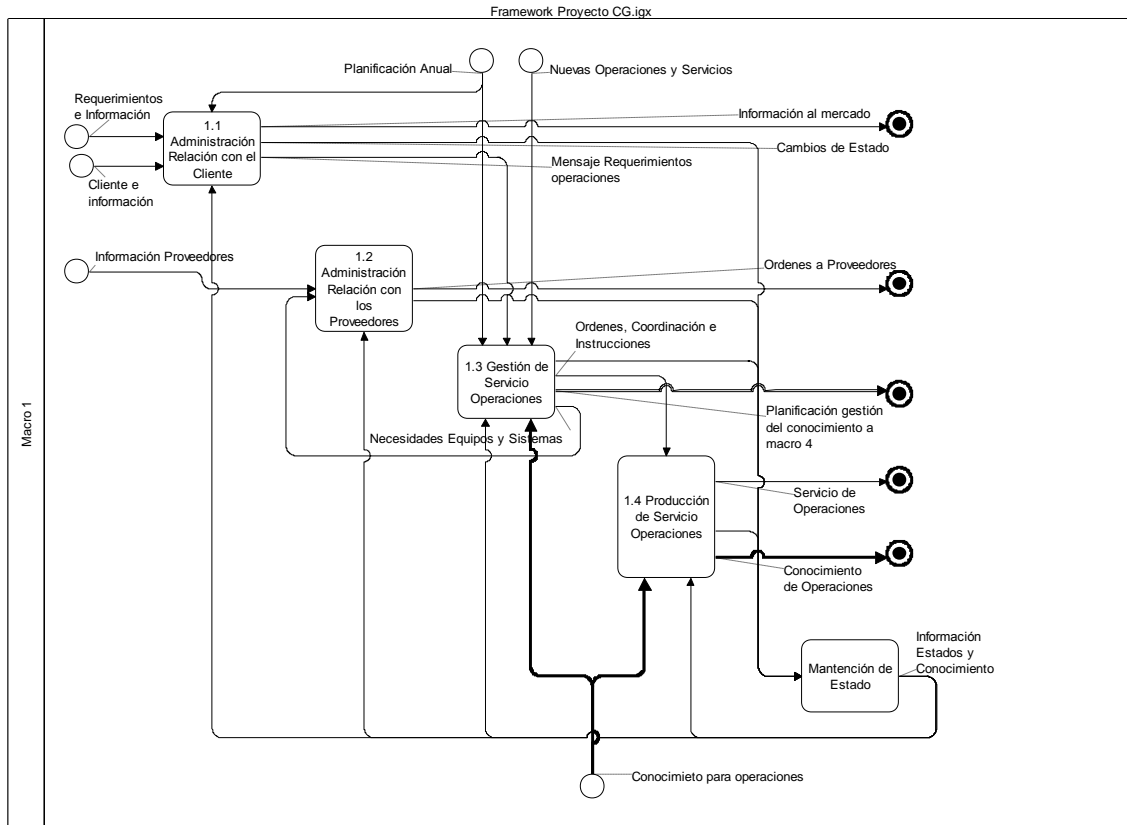 Framework Proyecto CG.igx
Macro 1
Planificación Anual
Nuevas Operaciones y Servicios
Requerimientos
e Información
1.1
Administración
Relación con el
Cliente
Información al mercado
Cambios de Estado
Mensaje Requerimientos
operaciones
Cliente e
información
Información Proveedores
1.2
Administración
Relación con
los
Proveedores
Ordenes a Proveedores
Ordenes, Coordinación e
Instrucciones
1.3 Gestión de
Servicio
Operaciones
Planificación gestión
del conocimiento a
macro 4
Necesidades Equipos y Sistemas
1.4 Producción
de Servicio
Operaciones
Servicio de
Operaciones
Conocimiento
de Operaciones
Información
Estados y
Conocimiento
Mantención de
Estado
Conocimieto para operaciones